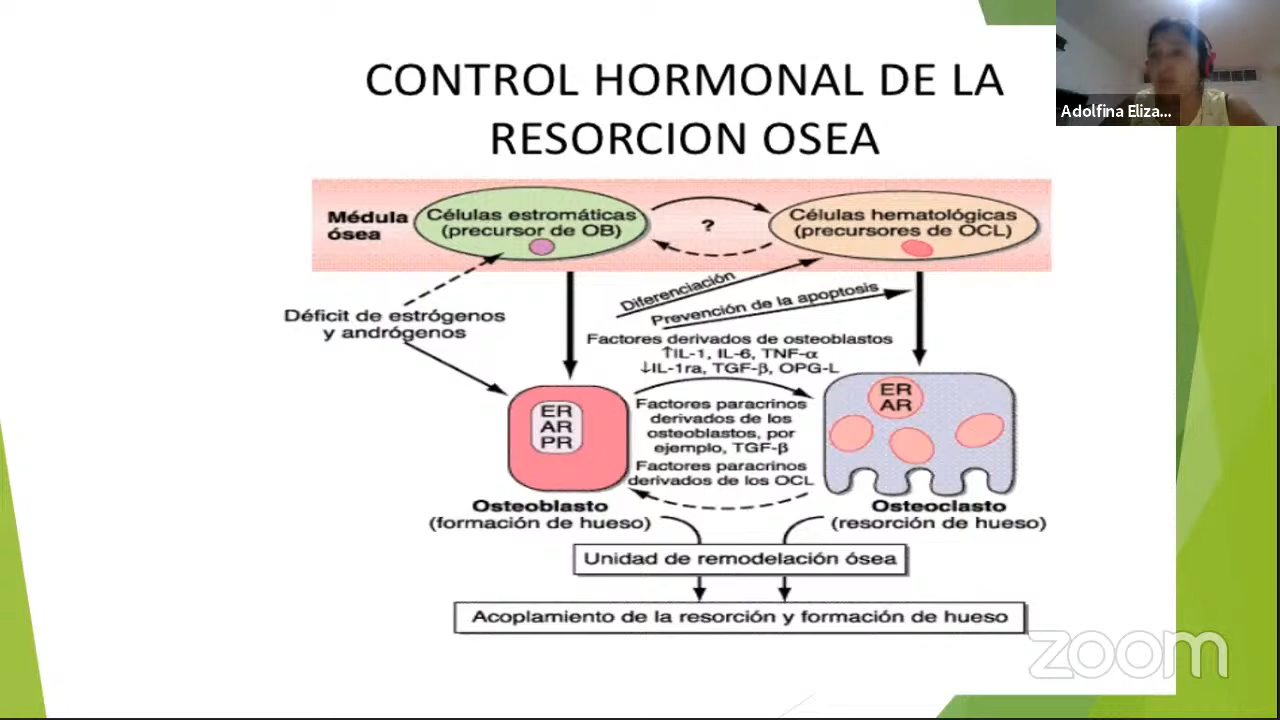 CONTROL HORMONAL DE LA
RESORCION OSEA
Adolfina Eliza...
Médula
ósea
Células estromáticas
(precursor de OB)
?
Células hematológicas
(precursores de OCL)
Diferenciación
Prevención de la apoptosis
Déficit de estrógenos
y andrógenos
Factores derivados de osteoblastos
↑IL-1, IL-6, TNF-α
↓IL-1ra, TGF-β, OPG-L
ER
AR
PR
Factores paracrinos
derivados de los
osteoblastos, por
ejemplo, TGF-β
Factores paracrinos
derivados de los OCL
ER
AR
Osteoblasto
(formación de hueso)
Osteoclasto
(resorción de hueso)
Unidad de remodelación ósea
Acoplamiento de la resorción y formación de hueso
zoom